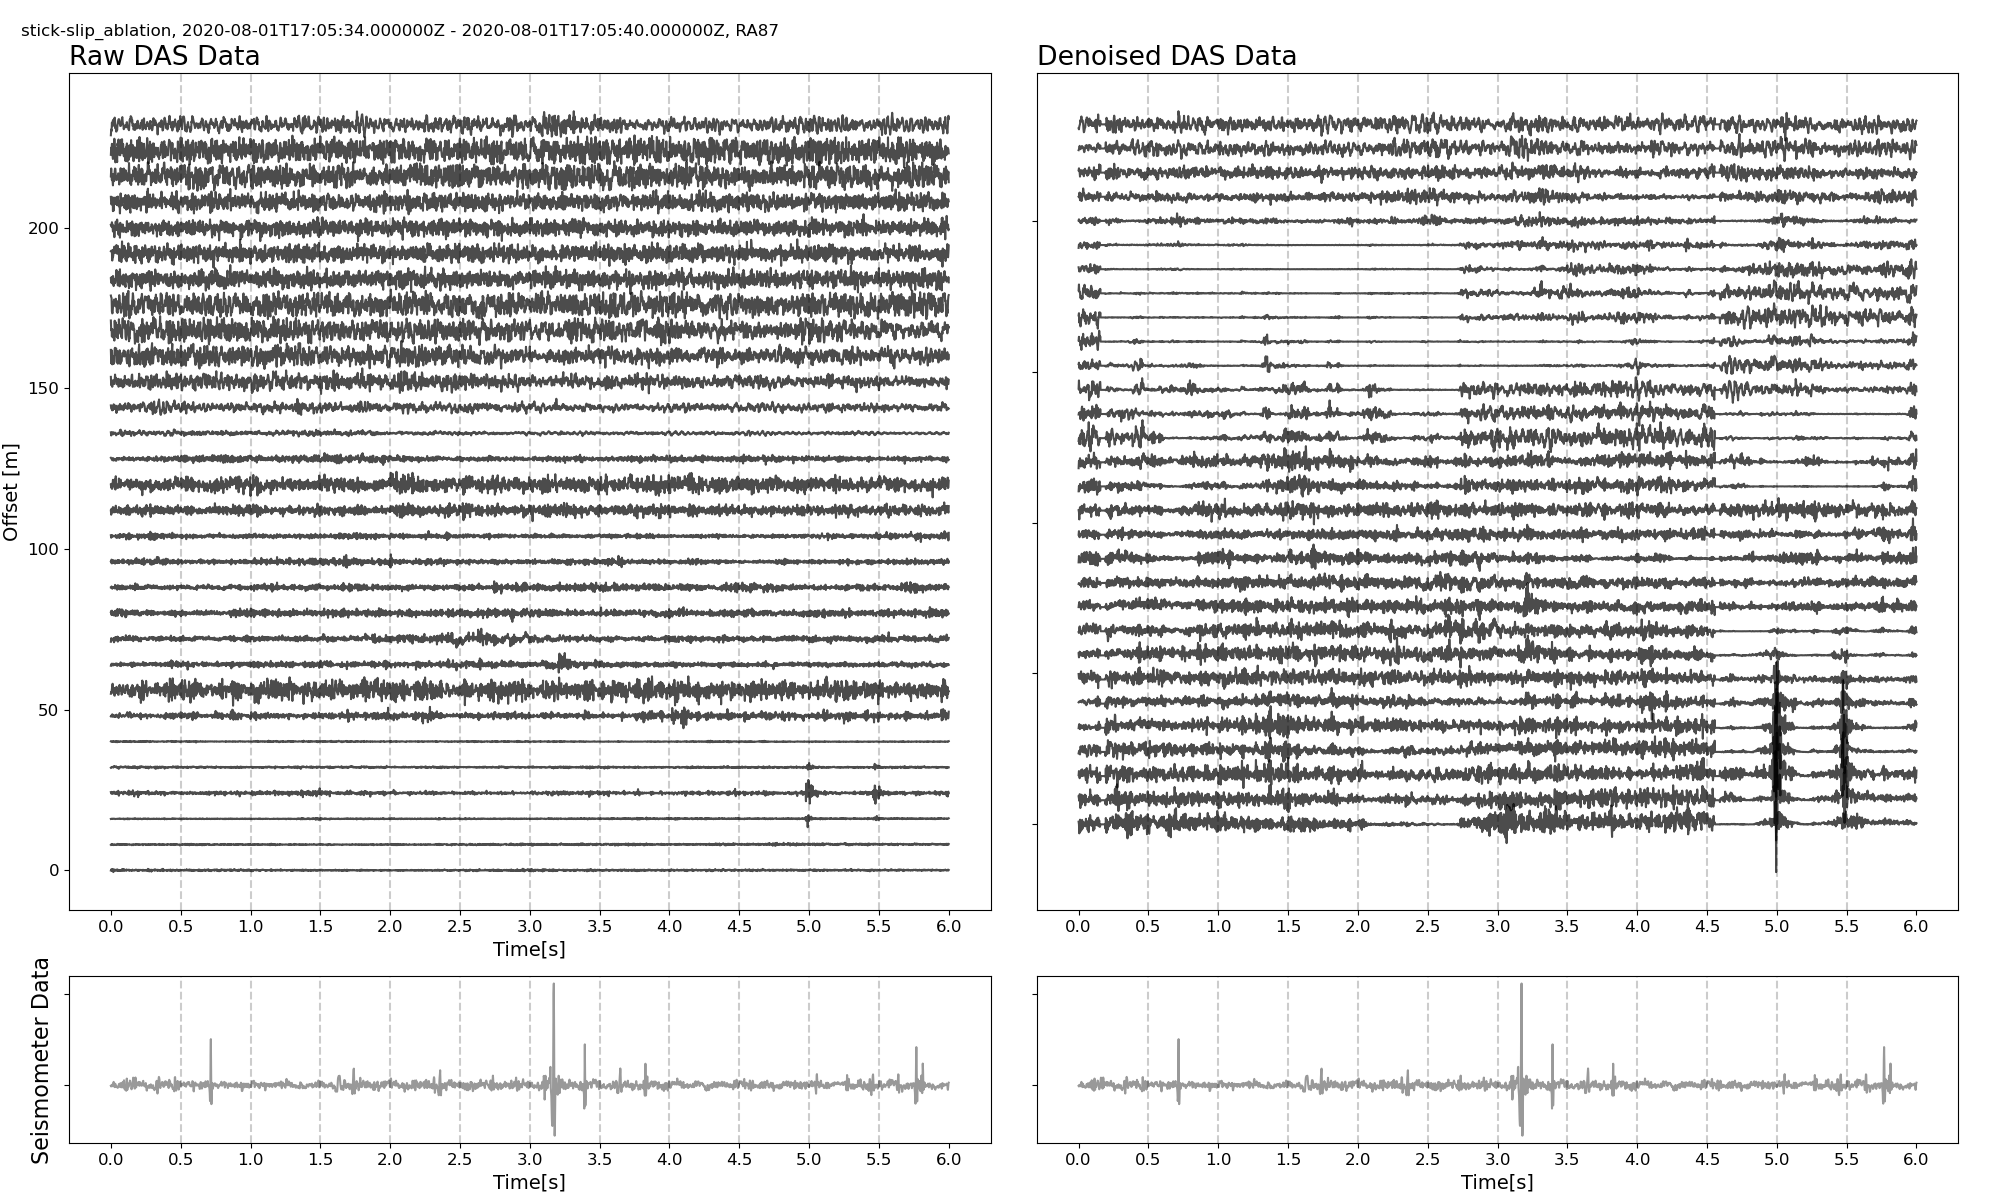 stick-slip_ablation, 2020-08-01T17:05:34.000000Z - 2020-08-01T17:05:40.000000Z, RA87
Raw DAS Data
Denoised DAS Data
Offset [m]
200
150
100
50
0
0.0 0.5 1.0 1.5 2.0 2.5 3.0 3.5 4.0 4.5 5.0 5.5 6.0
Time[s]
0.0 0.5 1.0 1.5 2.0 2.5 3.0 3.5 4.0 4.5 5.0 5.5 6.0
Seismometer Data
0.0 0.5 1.0 1.5 2.0 2.5 3.0 3.5 4.0 4.5 5.0 5.5 6.0
Time[s]
0.0 0.5 1.0 1.5 2.0 2.5 3.0 3.5 4.0 4.5 5.0 5.5 6.0
Time[s]